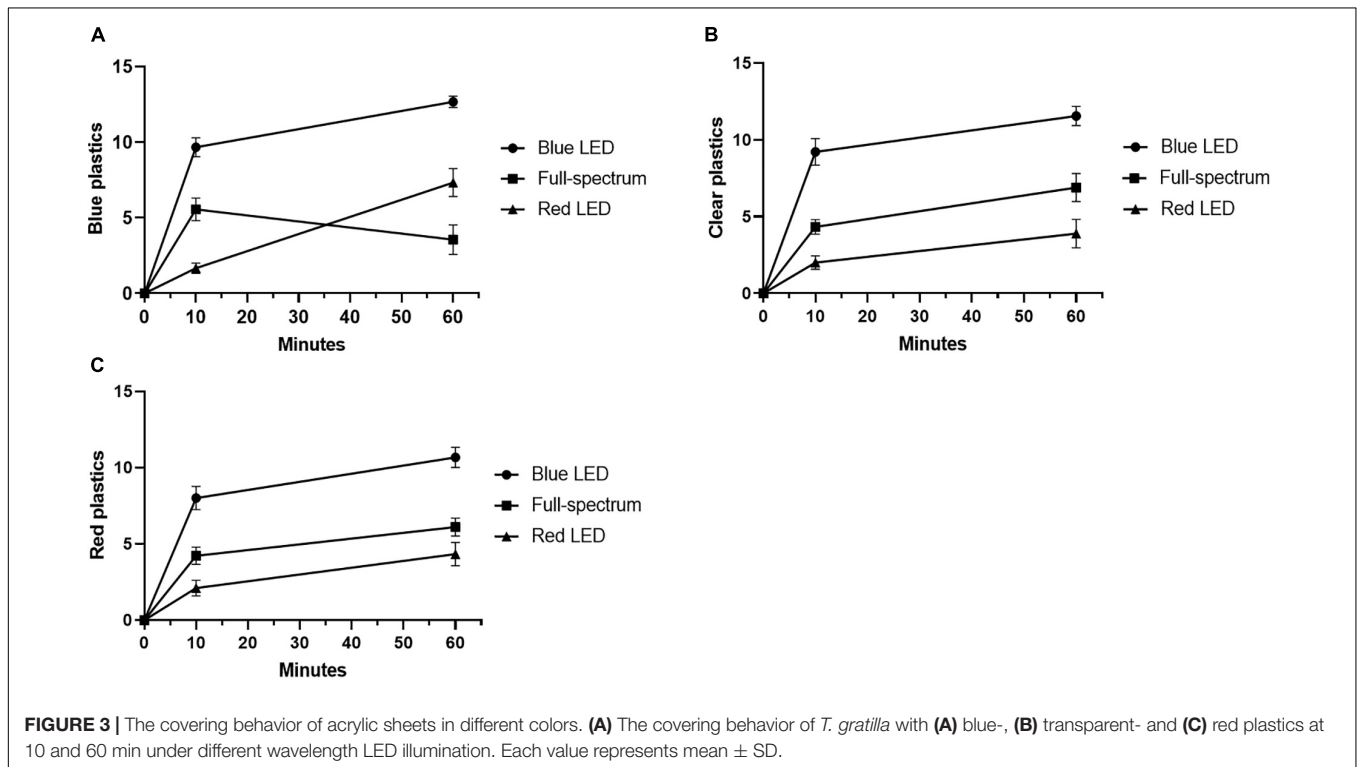 A
15
10
5
0
Blue plastics
0 10 20 30 40 50 60
Minutes
Blue LED
Full-spectrum
Red LED
B
15
10
5
0
Clear plastics
0 10 20 30 40 50 60
Minutes
Blue LED
Full-spectrum
Red LED
C
15
10
5
0
Red plastics
0 10 20 30 40 50 60
Minutes
Blue LED
Full-spectrum
Red LED
FIGURE 3 | The covering behavior of acrylic sheets in different colors. (A) The covering behavior of T. gratilla with (A) blue-, (B) transparent- and (C) red plastics at
10 and 60 min under different wavelength LED illumination. Each value represents mean ± SD.